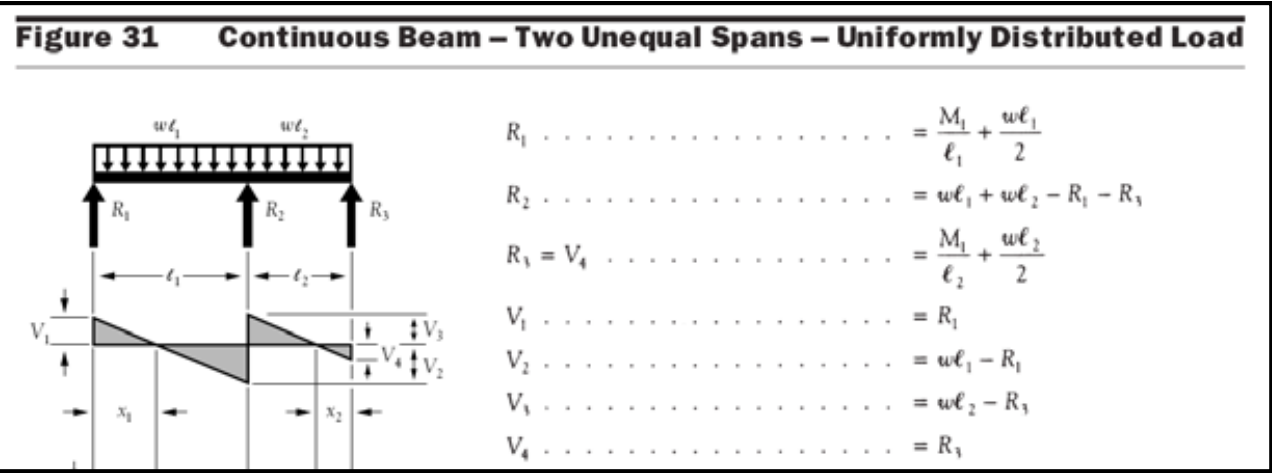 Figure 31 Continuous Beam – Two Unequal Spans – Uniformly Distributed Load
wℓ₁ wℓ₂
R₁ R₂ R₃
ℓ₁ ℓ₂
V₁ V₃
V₄ V₂
x₁ x₂
R₁ . . . . . . . . . . . . . . . . . . = M₁/ℓ₁ + wℓ₁/2
R₂ . . . . . . . . . . . . . . . . . . = wℓ₁ + wℓ₂ – R₁ – R₃
R₃ = V₄ . . . . . . . . . . . . . . = M₁/ℓ₂ + wℓ₂/2
V₁ . . . . . . . . . . . . . . . . . . = R₁
V₂ . . . . . . . . . . . . . . . . . . = wℓ₁ – R₁
V₃ . . . . . . . . . . . . . . . . . . = wℓ₂ – R₃
V₄ . . . . . . . . . . . . . . . . . . = R₃